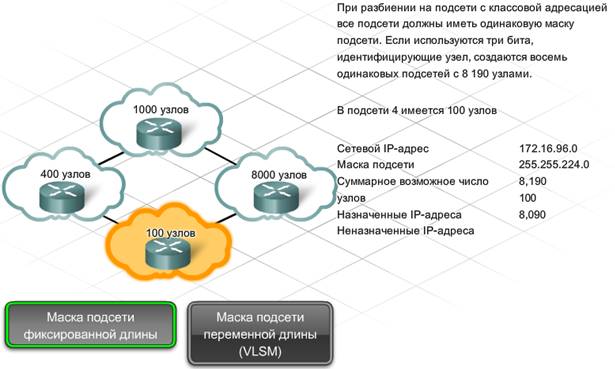 При разбиении на подсети с классовой адресацией
все подсети должны иметь одинаковую маску
подсети. Если используются три бита,
идентифицирующие узел, создаются восемь
одинаковых подсетей с 8 190 узлами.
В подсети 4 имеется 100 узлов
Сетевой IP-адрес 172.16.96.0
Маска подсети 255.255.224.0
Суммарное возможное число 8,190
узлов 100
Назначенные IP-адреса 8,090
Неназначенные IP-адреса
1000 узлов
400 узлов
8000 узлов
100 узлов
Маска подсети
фиксированной длины
Маска подсети
переменной длины
(VLSM)